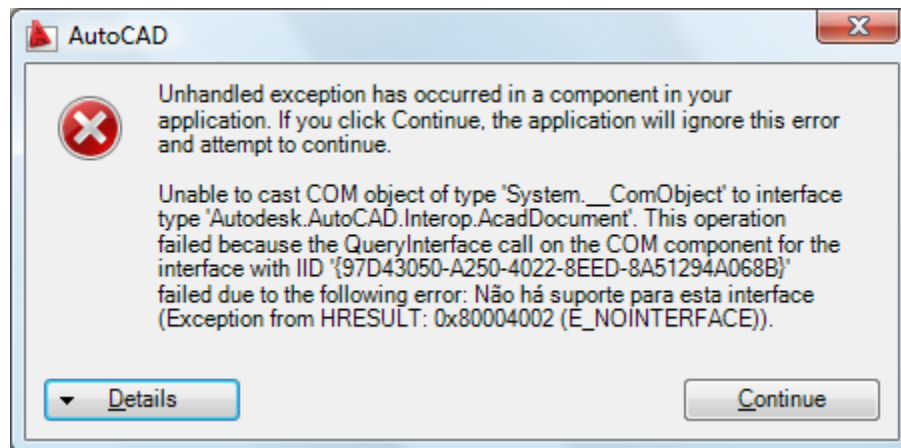 AutoCAD
Unhandled exception has occurred in a component in your
application. If you click Continue, the application will ignore this error
and attempt to continue.
Unable to cast COM object of type 'System.__ComObject' to interface
type 'Autodesk.AutoCAD.Interop.AcadDocument'. This operation
failed because the QueryInterface call on the COM component for the
interface with IID '{97D43050-A250-4022-8EED-8A51294A068B}'
failed due to the following error: Não há suporte para esta interface
(Exception from HRESULT: 0x80004002 (E_NOINTERFACE)).
Details
Continue